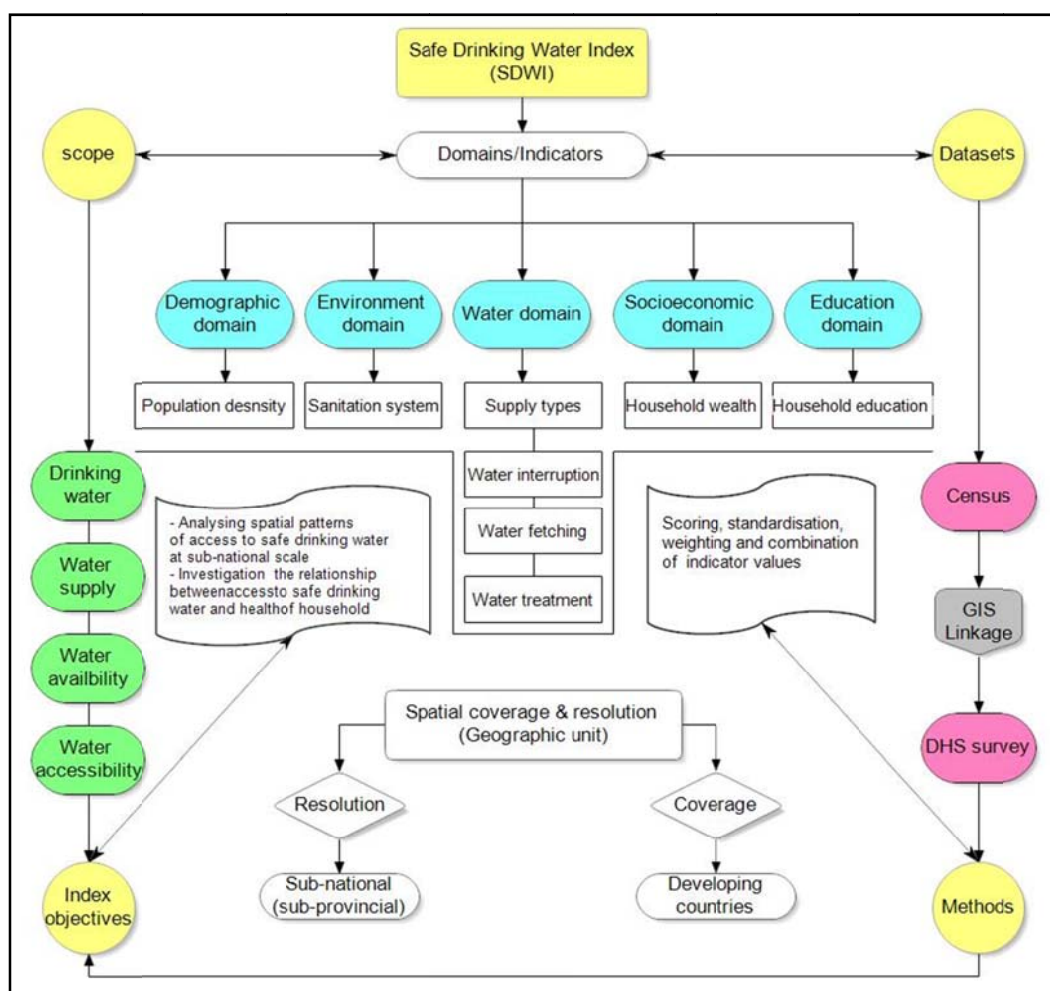 Safe Drinking Water Index
(SDWI)
scope
Domains/Indicators
Datasets
Demographic
domain
Environment
domain
Water domain
Socioeconomic
domain
Education
domain
Population desnsity
Sanitation system
Supply types
Household wealth
Household education
Drinking
water
Water
supply
Water
availbility
Water
accessibility
- Analysing spatial patterns
of access to safe drinking water
at sub-national scale
- Investigation the relationship
betweenaccessto safe drinking
water and healthof household
Water interruption
Water fetching
Water treatment
Scoring, standardisation,
weighting and combination
of indicator values
Census
GIS
Linkage
DHS survey
Spatial coverage & resolution
(Geographic unit)
Resolution
Coverage
Sub-national
(sub-provincial)
Developing
countries
Index
objectives
Methods